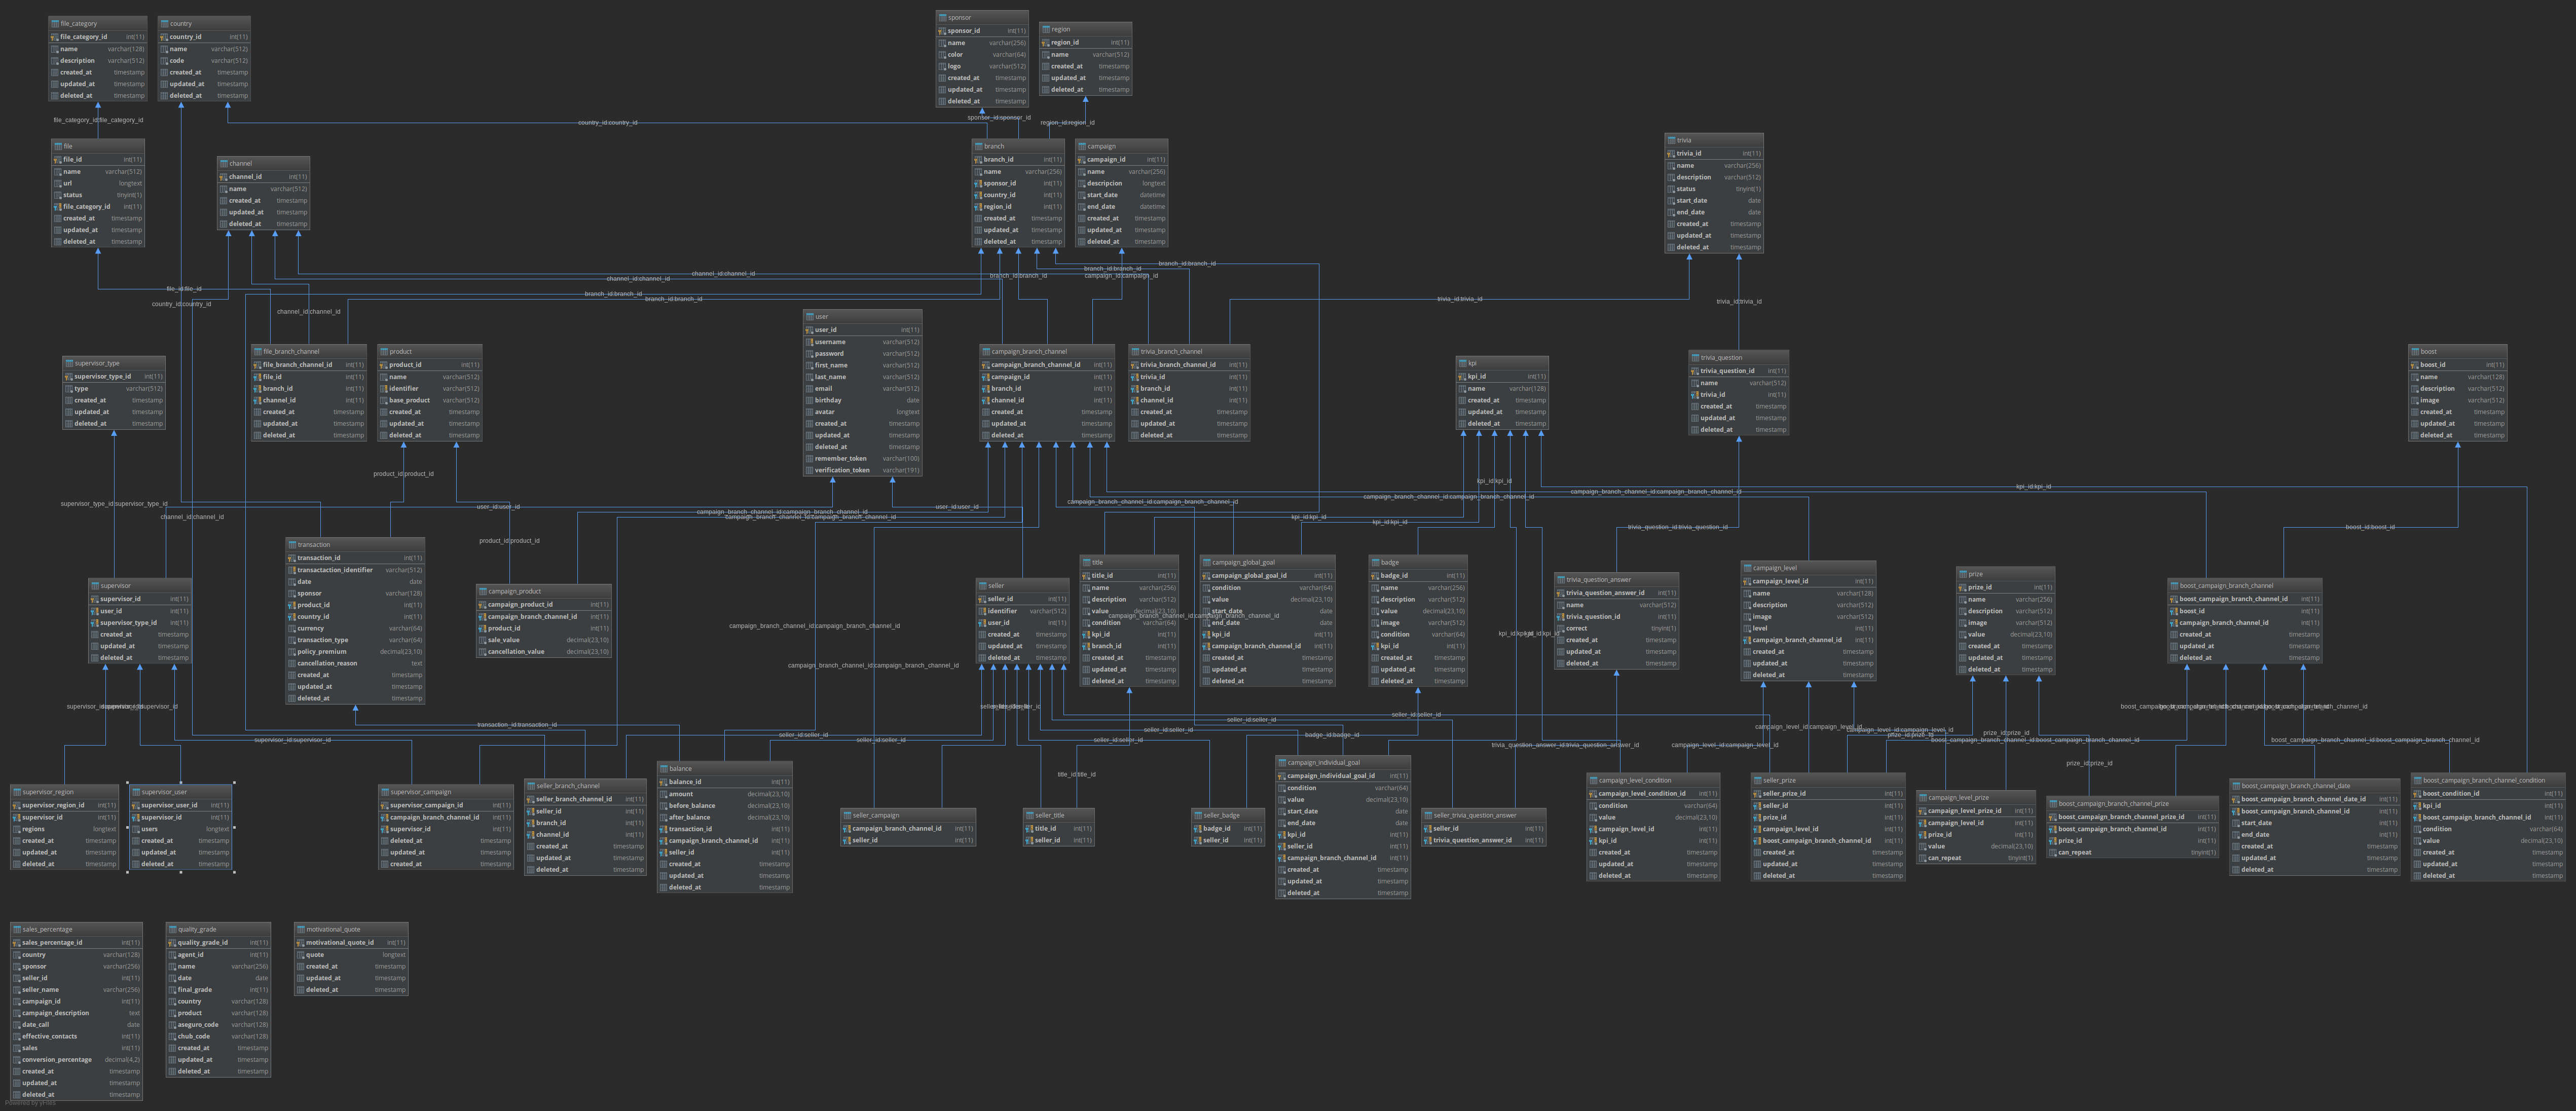 file_category
file_category_id int(11)
name varchar(128)
description varchar(512)
created_at timestamp
updated_at timestamp
deleted_at timestamp
country
country_id int(11)
name varchar(512)
code varchar(512)
created_at timestamp
updated_at timestamp
deleted_at timestamp
sponsor
sponsor_id int(11)
name varchar(256)
color varchar(64)
logo varchar(512)
created_at timestamp
updated_at timestamp
deleted_at timestamp
region
region_id int(11)
name varchar(512)
created_at timestamp
updated_at timestamp
deleted_at timestamp
country_id:country_id
region_id:region_id
file
file_id int(11)
name varchar(512)
url longtext
status tinyint(1)
file_category_id int(11)
created_at timestamp
updated_at timestamp
deleted_at timestamp
channel
channel_id int(11)
name varchar(512)
created_at timestamp
updated_at timestamp
deleted_at timestamp
branch
branch_id int(11)
name varchar(256)
sponsor_id int(11)
country_id int(11)
region_id int(11)
created_at timestamp
updated_at timestamp
deleted_at timestamp
campaign
campaign_id int(11)
name varchar(256)
descripcion longtext
start_date datetime
end_date datetime
created_at timestamp
updated_at timestamp
deleted_at timestamp
trivia
trivia_id int(11)
name varchar(256)
description varchar(512)
status tinyint(1)
start_date date
end_date date
created_at timestamp
updated_at timestamp
deleted_at timestamp
branch_id:branch_id
channel_id:channel_id
channel_id:channel_id
branch_id:branch_id
branch_id:branch_id
trivia_id:trivia_id
channel_id:channel_id
supervisor_type
supervisor_type_id int(11)
type varchar(512)
created_at timestamp
updated_at timestamp
deleted_at timestamp
file_branch_channel
file_branch_channel_id int(11)
file_id int(11)
branch_id int(11)
channel_id int(11)
created_at timestamp
updated_at timestamp
deleted_at timestamp
product
product_id int(11)
name varchar(512)
identifier varchar(512)
base_product varchar(512)
created_at timestamp
updated_at timestamp
deleted_at timestamp
user
user_id int(11)
username varchar(512)
password varchar(512)
first_name varchar(512)
last_name varchar(512)
email varchar(512)
birthday date
avatar longtext
created_at timestamp
updated_at timestamp
deleted_at timestamp
remember_token varchar(100)
verification_token varchar(191)
campaign_branch_channel
campaign_branch_channel_id int(11)
campaign_id int(11)
branch_id int(11)
channel_id int(11)
created_at timestamp
updated_at timestamp
deleted_at timestamp
trivia_branch_channel
trivia_branch_channel_id int(11)
trivia_id int(11)
branch_id int(11)
channel_id int(11)
created_at timestamp
updated_at timestamp
deleted_at timestamp
kpi
kpi_id int(11)
name varchar(128)
created_at timestamp
updated_at timestamp
deleted_at timestamp
trivia_question
trivia_question_id int(11)
name varchar(512)
trivia_id int(11)
created_at timestamp
updated_at timestamp
deleted_at timestamp
boost
boost_id int(11)
name varchar(128)
description varchar(512)
image varchar(512)
created_at timestamp
updated_at timestamp
deleted_at timestamp
product_id:product_id
supervisor_type_id:supervisor_type_id
product_id:product_id
boost_id:boost_id
supervisor
supervisor_id int(11)
user_id int(11)
supervisor_type_id int(11)
created_at timestamp
updated_at timestamp
deleted_at timestamp
transaction
transaction_id int(11)
transactaction_identifier varchar(512)
date date
sponsor varchar(128)
product_id int(11)
country_id int(11)
currency varchar(64)
transaction_type varchar(64)
policy_premium decimal(23,10)
cancellation_reason text
created_at timestamp
updated_at timestamp
deleted_at timestamp
campaign_product
campaign_product_id int(11)
campaign_branch_channel_id int(11)
product_id int(11)
sale_value decimal(23,10)
cancellation_value decimal(23,10)
seller
seller_id int(11)
identifier varchar(512)
user_id int(11)
created_at timestamp
updated_at timestamp
deleted_at timestamp
title
title_id int(11)
name varchar(256)
description varchar(512)
value decimal(23,10)
condition varchar(64)
kpi_id int(11)
branch_id int(11)
created_at timestamp
updated_at timestamp
deleted_at timestamp
campaign_global_goal
campaign_global_goal_id int(11)
condition varchar(64)
value decimal(23,10)
start_date date
end_date date
kpi_id int(11)
campaign_branch_channel_id int(11)
created_at timestamp
updated_at timestamp
deleted_at timestamp
badge
badge_id int(11)
name varchar(256)
description varchar(512)
value decimal(23,10)
image varchar(512)
condition varchar(64)
kpi_id int(11)
created_at timestamp
updated_at timestamp
deleted_at timestamp
trivia_question_answer
trivia_question_answer_id int(11)
name varchar(512)
trivia_question_id int(11)
correct tinyint(1)
created_at timestamp
updated_at timestamp
deleted_at timestamp
campaign_level
campaign_level_id int(11)
name varchar(128)
description varchar(512)
image varchar(512)
level int(11)
campaign_branch_channel_id int(11)
created_at timestamp
updated_at timestamp
deleted_at timestamp
prize
prize_id int(11)
name varchar(256)
description varchar(512)
image varchar(512)
value decimal(23,10)
created_at timestamp
updated_at timestamp
deleted_at timestamp
boost_campaign_branch_channel
boost_campaign_branch_channel_id int(11)
boost_id int(11)
campaign_branch_channel_id int(11)
created_at timestamp
updated_at timestamp
deleted_at timestamp
transaction_id:transaction_id
supervisor_id:supervisor_id
seller_id:seller_id
badge_id:badge_id
title_id:title_id
prize_id:prize_id
supervisor_region
supervisor_region_id int(11)
supervisor_id int(11)
regions longtext
created_at timestamp
updated_at timestamp
deleted_at timestamp
supervisor_user
supervisor_user_id int(11)
supervisor_id int(11)
users longtext
created_at timestamp
updated_at timestamp
deleted_at timestamp
supervisor_campaign
supervisor_campaign_id int(11)
campaign_branch_channel_id int(11)
supervisor_id int(11)
deleted_at timestamp
updated_at timestamp
created_at timestamp
seller_branch_channel
seller_branch_channel_id int(11)
seller_id int(11)
branch_id int(11)
channel_id int(11)
created_at timestamp
updated_at timestamp
deleted_at timestamp
balance
balance_id int(11)
amount decimal(23,10)
before_balance decimal(23,10)
after_balance decimal(23,10)
transaction_id int(11)
campaign_branch_channel_id int(11)
seller_id int(11)
created_at timestamp
updated_at timestamp
deleted_at timestamp
seller_campaign
campaign_branch_channel_id int(11)
seller_id int(11)
seller_title
title_id int(11)
seller_id int(11)
seller_badge
badge_id int(11)
seller_id int(11)
campaign_individual_goal
campaign_individual_goal_id int(11)
condition varchar(64)
value decimal(23,10)
start_date date
end_date date
kpi_id int(11)
seller_id int(11)
campaign_branch_channel_id int(11)
created_at timestamp
updated_at timestamp
deleted_at timestamp
seller_trivia_question_answer
seller_id int(11)
trivia_question_answer_id int(11)
campaign_level_condition
campaign_level_condition_id int(11)
condition varchar(64)
value decimal(23,10)
campaign_level_id int(11)
kpi_id int(11)
created_at timestamp
updated_at timestamp
deleted_at timestamp
seller_prize
seller_prize_id int(11)
seller_id int(11)
prize_id int(11)
campaign_level_id int(11)
boost_campaign_branch_channel_id int(11)
created_at timestamp
updated_at timestamp
deleted_at timestamp
campaign_level_prize
campaign_level_prize_id int(11)
campaign_level_id int(11)
prize_id int(11)
value decimal(23,10)
can_repeat tinyint(1)
boost_campaign_branch_channel_prize
boost_campaign_branch_channel_prize_id int(11)
boost_campaign_branch_channel_id int(11)
prize_id int(11)
can_repeat tinyint(1)
boost_campaign_branch_channel_date
boost_campaign_branch_channel_date_id int(11)
boost_campaign_branch_channel_id int(11)
start_date date
end_date date
created_at timestamp
updated_at timestamp
deleted_at timestamp
boost_campaign_branch_channel_condition
boost_condition_id int(11)
kpi_id int(11)
boost_campaign_branch_channel_id int(11)
condition varchar(64)
value decimal(23,10)
created_at timestamp
updated_at timestamp
deleted_at timestamp
sales_percentage
sales_percentage_id int(11)
country varchar(128)
sponsor varchar(256)
seller_id int(11)
seller_name varchar(256)
campaign_id int(11)
campaign_description text
date_call date
effective_contacts int(11)
sales int(11)
conversion_percentage decimal(4,2)
created_at timestamp
updated_at timestamp
deleted_at timestamp
quality_grade
quality_grade_id int(11)
agent_id int(11)
name varchar(256)
date date
final_grade int(11)
country varchar(128)
product varchar(128)
aseguro_code varchar(128)
chub_code varchar(128)
created_at timestamp
updated_at timestamp
deleted_at timestamp
motivational_quote
motivational_quote_id int(11)
quote longtext
created_at timestamp
updated_at timestamp
deleted_at timestamp
Powered by yFiles